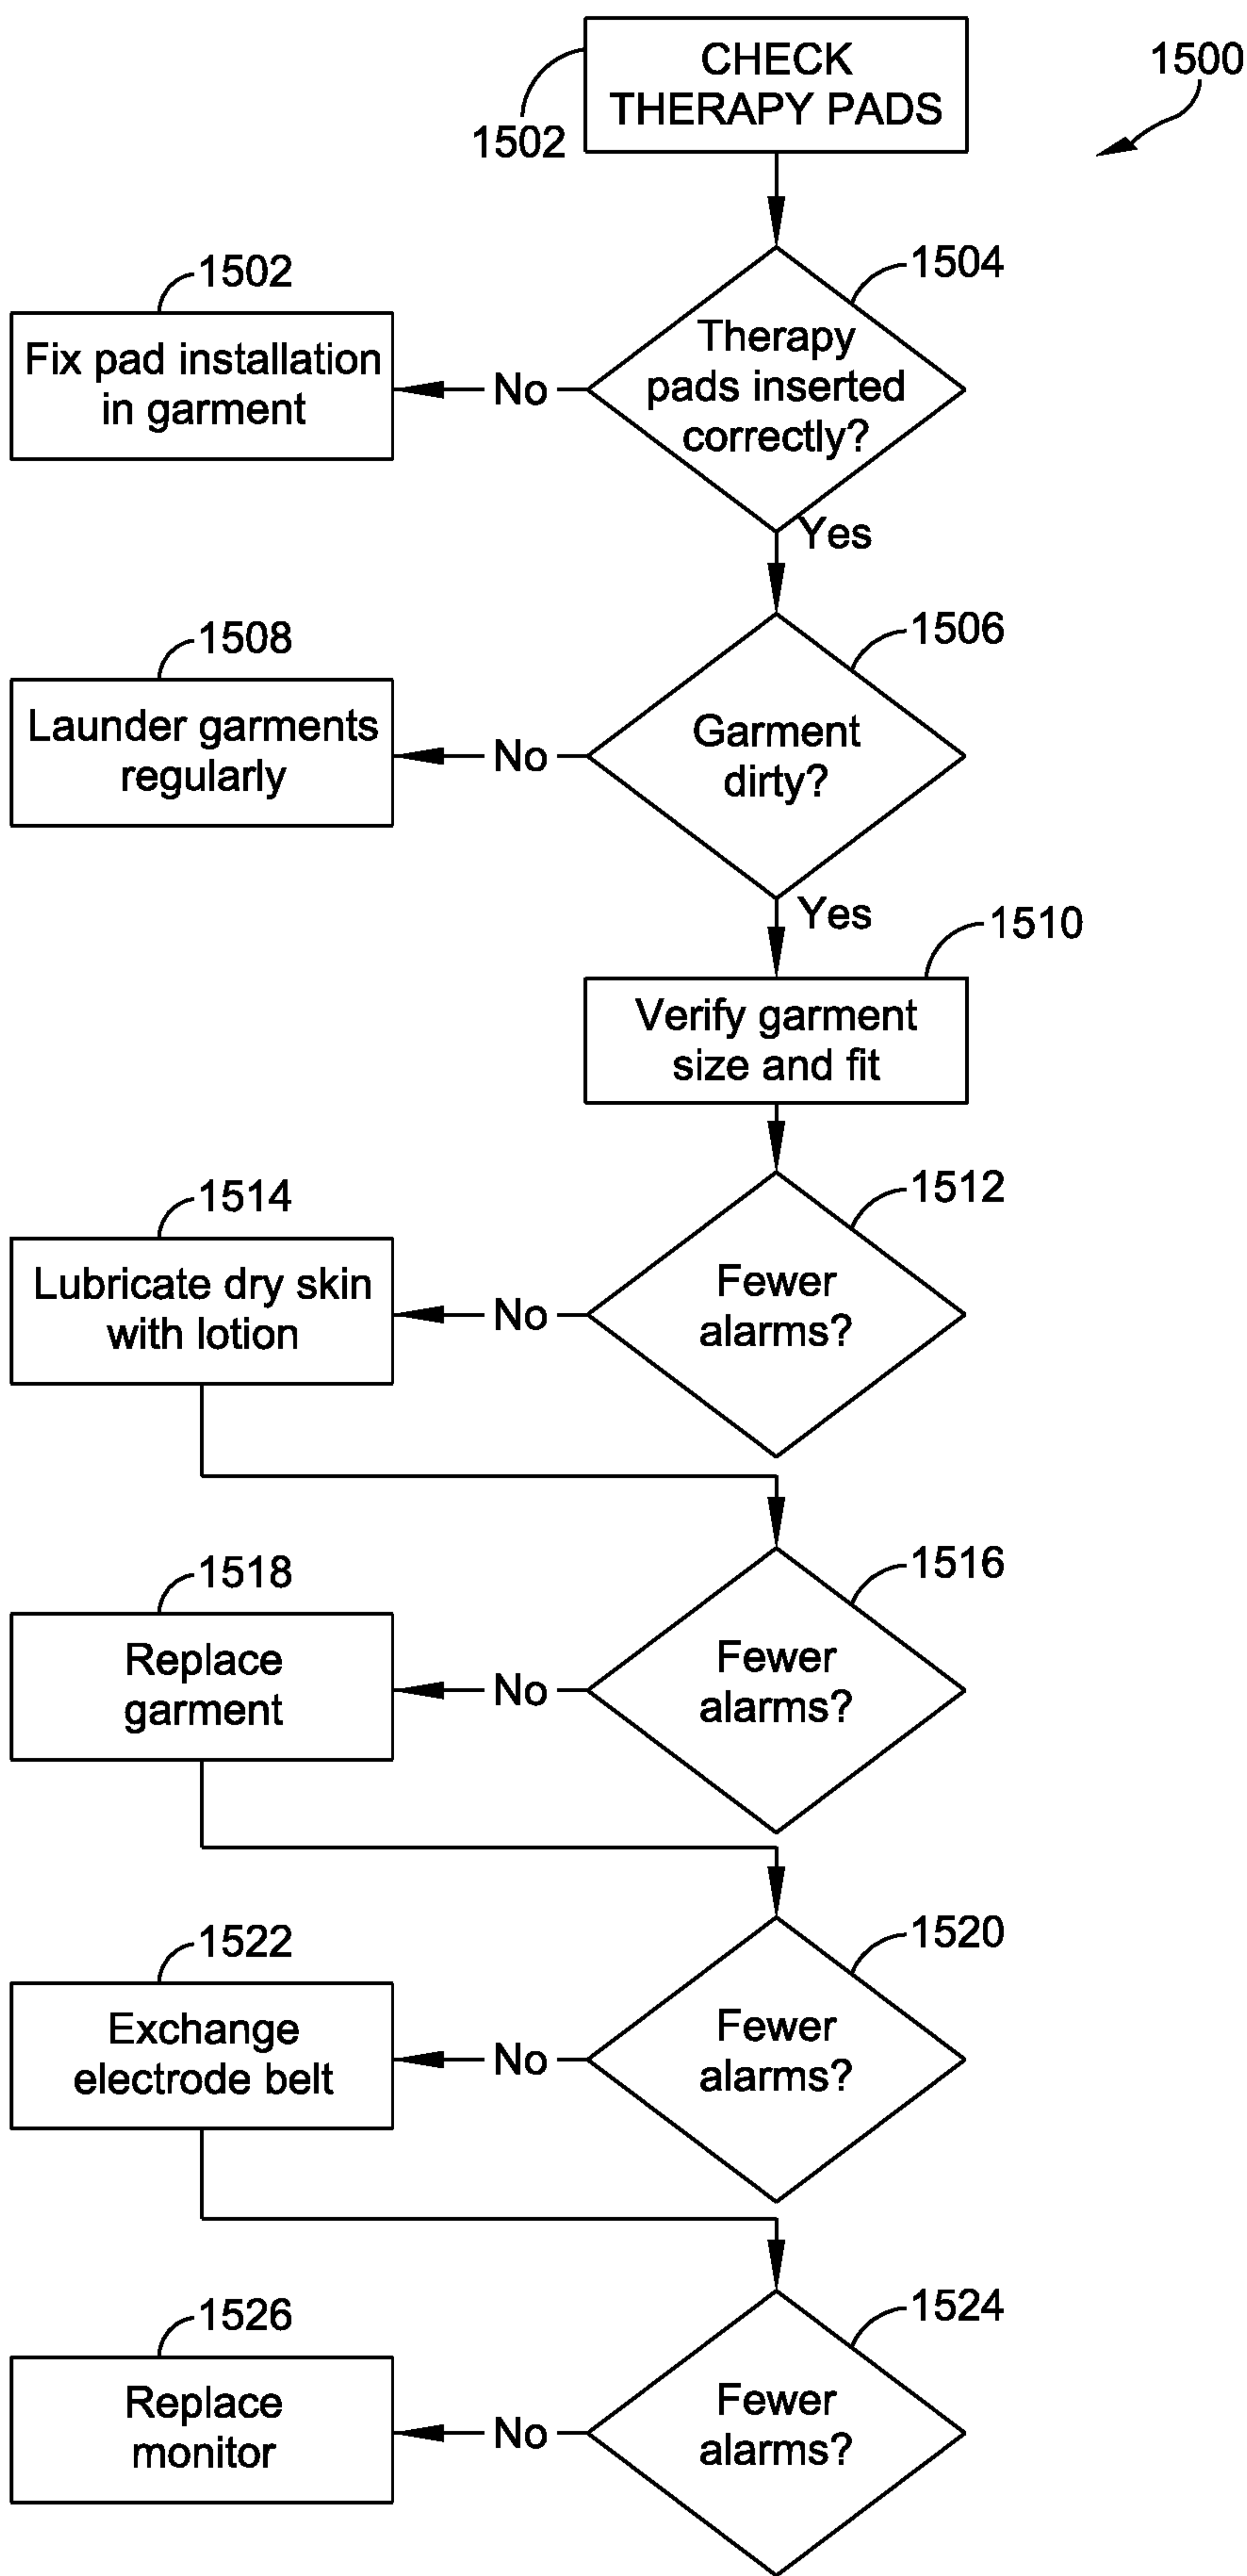 CHECK
THERAPY PADS
1502
1500
1504
Therapy
pads inserted
correctly?
No
1502
Fix pad installation
in garment
Yes
1506
Garment
dirty?
No
1508
Launder garments
regularly
Yes
1510
Verify garment
size and fit
1512
Fewer
alarms?
No
1514
Lubricate dry skin
with lotion
1516
Fewer
alarms?
No
1518
Replace
garment
1520
Fewer
alarms?
No
1522
Exchange
electrode belt
1524
Fewer
alarms?
No
1526
Replace
monitor